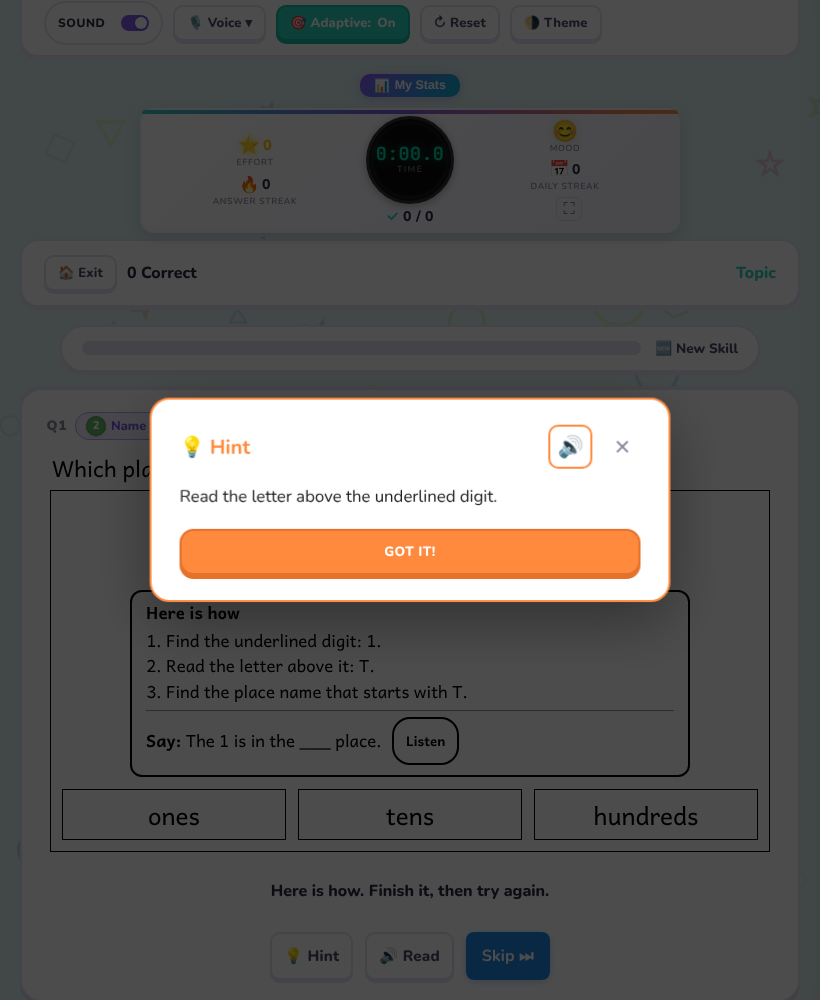 SOUND
🎙️ Voice ▾
🎯 Adaptive: On
↻ Reset
🌗 Theme
📊 My Stats
⭐ 0
EFFORT
🔥 0
ANSWER STREAK
0:00.0
TIME
✓ 0 / 0
😊
MOOD
📅 0
DAILY STREAK
🏠 Exit
0 Correct
Topic
🆕 New Skill
Q1
2 Name
💡 Hint
🔊 ✕
Which
Read the letter above the underlined digit.
GOT IT!
Here is how
1. Find the underlined digit: 1.
2. Read the letter above it: T.
3. Find the place name that starts with T.
Say: The 1 is in the ___ place. Listen
ones
tens
hundreds
Here is how. Finish it, then try again.
💡 Hint
🔊 Read
Skip ⏭